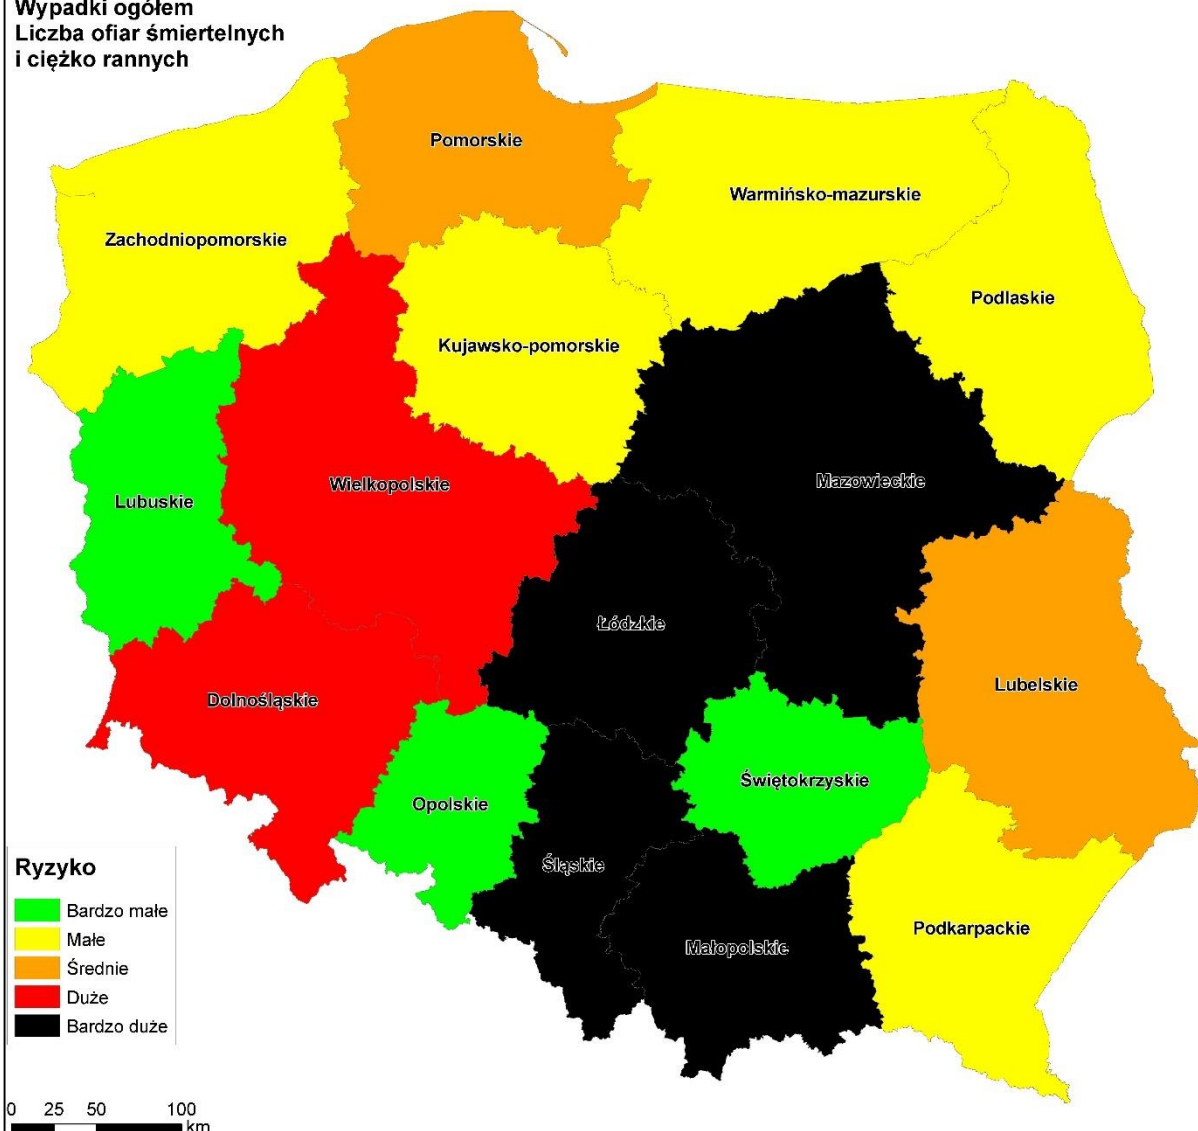 Wypadki ogółem
Liczba ofiar śmiertelnych
i ciężko rannych
Pomorskie
Warmińsko-mazurskie
Zachodniopomorskie
Podlaskie
Kujawsko-pomorskie
Mazowieckie
Wielkopolskie
Lubuskie
Łódzkie
Lubelskie
Dolnośląskie
Świętokrzyskie
Opolskie
Śląskie
Podkarpackie
Małopolskie
Ryzyko
Bardzo małe
Małe
Średnie
Duże
Bardzo duże
0 25 50 100
km